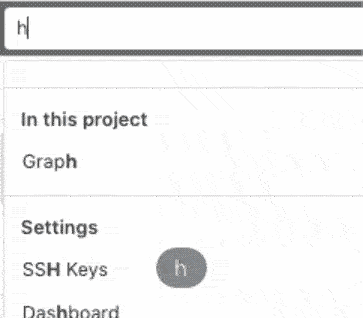 h
In this project
Graph
Settings
SSH Keys
h
Dashboard